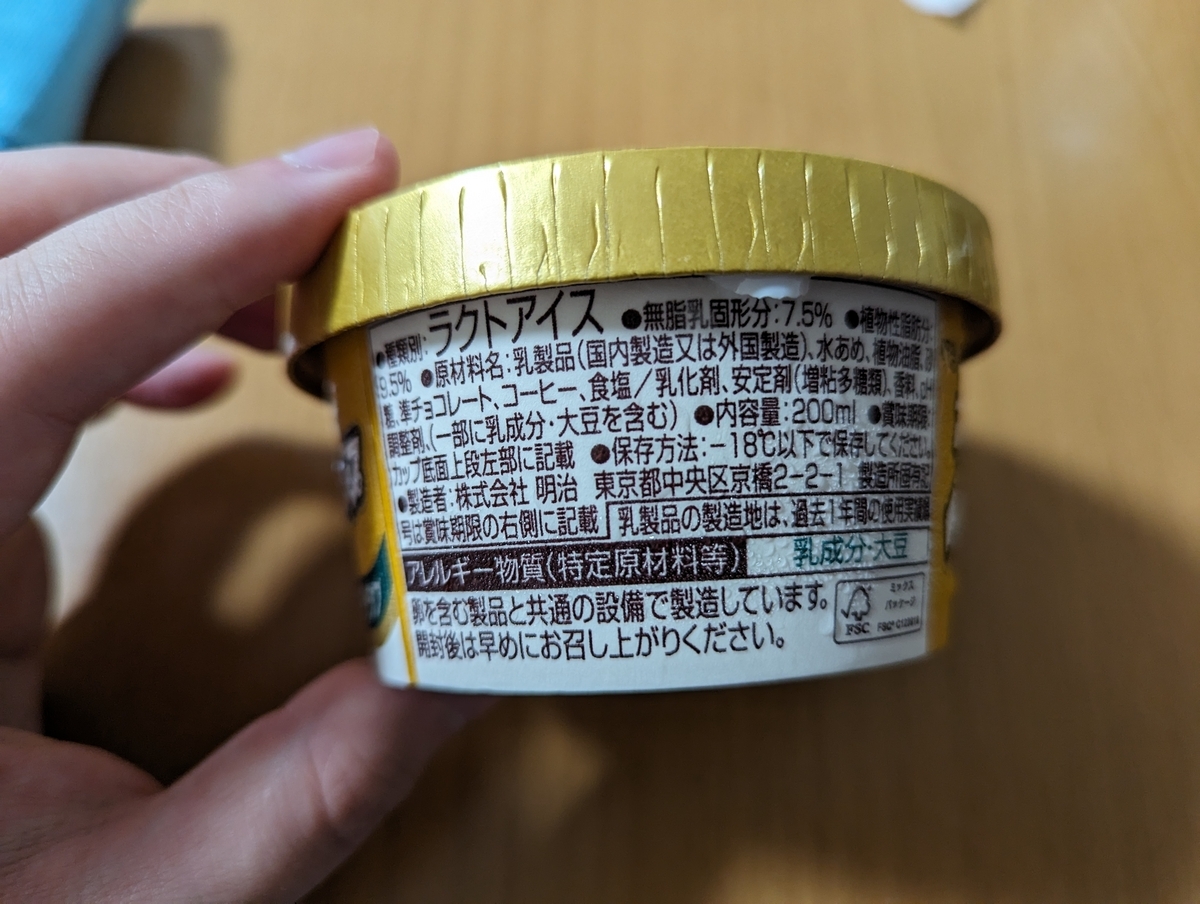 ●種類別:ラクトアイス ●無脂乳固形分:7.5% ●植物性脂肪分:
9.5% ●原材料名:乳製品(国内製造又は外国製造)、水あめ、植物油脂、砂
糖、準チョコレート、コーヒー、食塩/乳化剤、安定剤(増粘多糖類)、香料、pH
調整剤、(一部に乳成分・大豆を含む) ●内容量:200ml ●賞味期限:
カップ底面上段左部に記載 ●保存方法:-18℃以下で保存してください。
●製造者:株式会社 明治 東京都中央区京橋2-2-1 製造所固有記
号は賞味期限の右側に記載 乳製品の製造地は、過去1年間の使用実績順
アレルギー物質(特定原材料等) 乳成分・大豆
卵を含む製品と共通の設備で製造しています。
開封後は早めにお召し上がりください。
ミックス
パッケージ
FSC